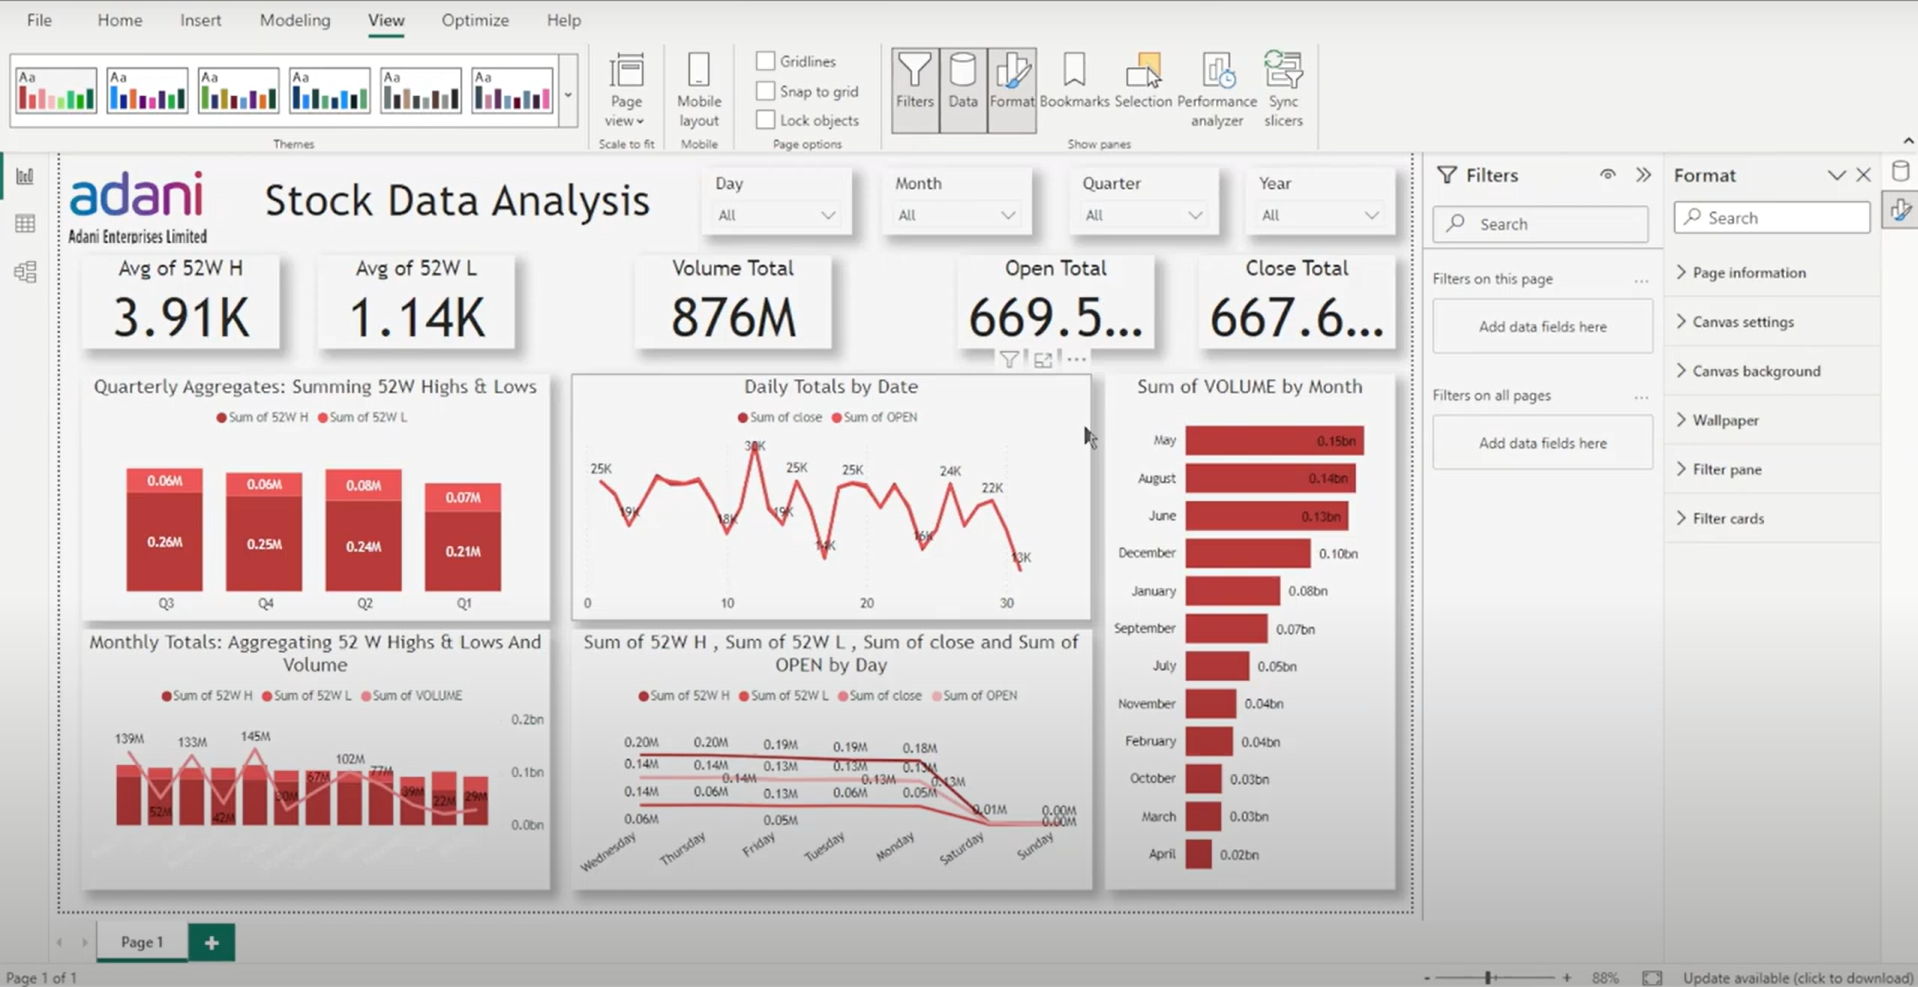 File Home Insert Modeling View Optimize Help
Aa Aa Aa Aa Aa Aa
Page view
Mobile layout
Gridlines
Snap to grid
Lock objects
Filters Data Format Bookmarks Selection Performance analyzer Sync slicers
Themes Scale to fit Mobile Page options Show panes
adani
Adani Enterprises Limited
Stock Data Analysis
Day
All
Month
All
Quarter
All
Year
All
Avg of 52W H
3.91K
Avg of 52W L
1.14K
Volume Total
876M
Open Total
669.5...
Close Total
667.6...
Quarterly Aggregates: Summing 52W Highs & Lows
Sum of 52W H Sum of 52W L
0.06M 0.06M 0.08M 0.07M
0.26M 0.25M 0.24M 0.21M
Q3 Q4 Q2 Q1
Daily Totals by Date
Sum of close Sum of OPEN
25K 19K 18K 30K 25K 19K 14K 25K 16K 24K 22K 13K
0 10 20 30
Sum of VOLUME by Month
May 0.15bn
August 0.14bn
June 0.13bn
December 0.10bn
January 0.08bn
September 0.07bn
July 0.05bn
November 0.04bn
February 0.04bn
October 0.03bn
March 0.03bn
April 0.02bn
Monthly Totals: Aggregating 52 W Highs & Lows And
Volume
Sum of 52W H Sum of 52W L Sum of VOLUME
139M 52M 133M 42M 145M 67M 102M 77M 39M 22M 29M
0.2bn
0.1bn
0.0bn
Sum of 52W H , Sum of 52W L , Sum of close and Sum of
OPEN by Day
Sum of 52W H Sum of 52W L Sum of close Sum of OPEN
0.20M 0.20M 0.19M 0.19M 0.18M
0.14M 0.14M 0.13M 0.13M 0.13M
0.14M 0.13M 0.13M
0.14M 0.06M 0.13M 0.06M 0.05M
0.01M 0.00M
0.06M 0.05M 0.00M
Wednesday Thursday Friday Tuesday Monday Saturday Sunday
Filters
Search
Filters on this page ...
Add data fields here
Filters on all pages ...
Add data fields here
Format
Search
Page information
Canvas settings
Canvas background
Wallpaper
Filter pane
Filter cards
Page 1
+
Page 1 of 1
- + 88%
Update available (click to download)